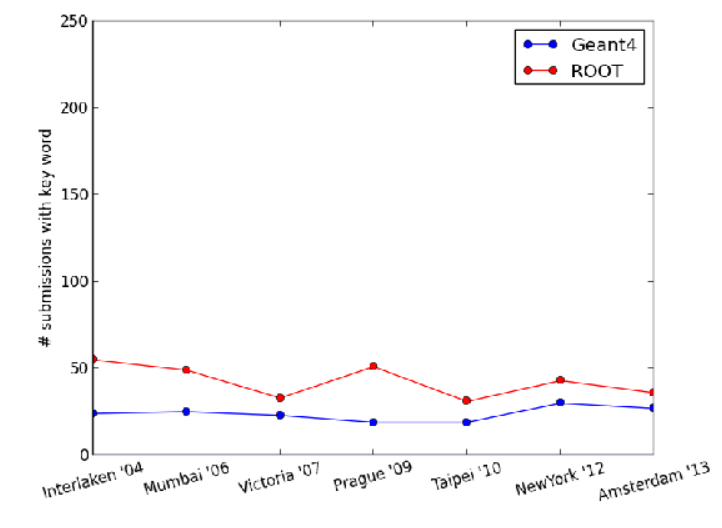 250
200
150
100
50
0
# submissions with key word
Geant4
ROOT
Interlaken '04
Mumbai '06
Victoria '07
Prague '09
Taipei '10
NewYork '12
Amsterdam '13